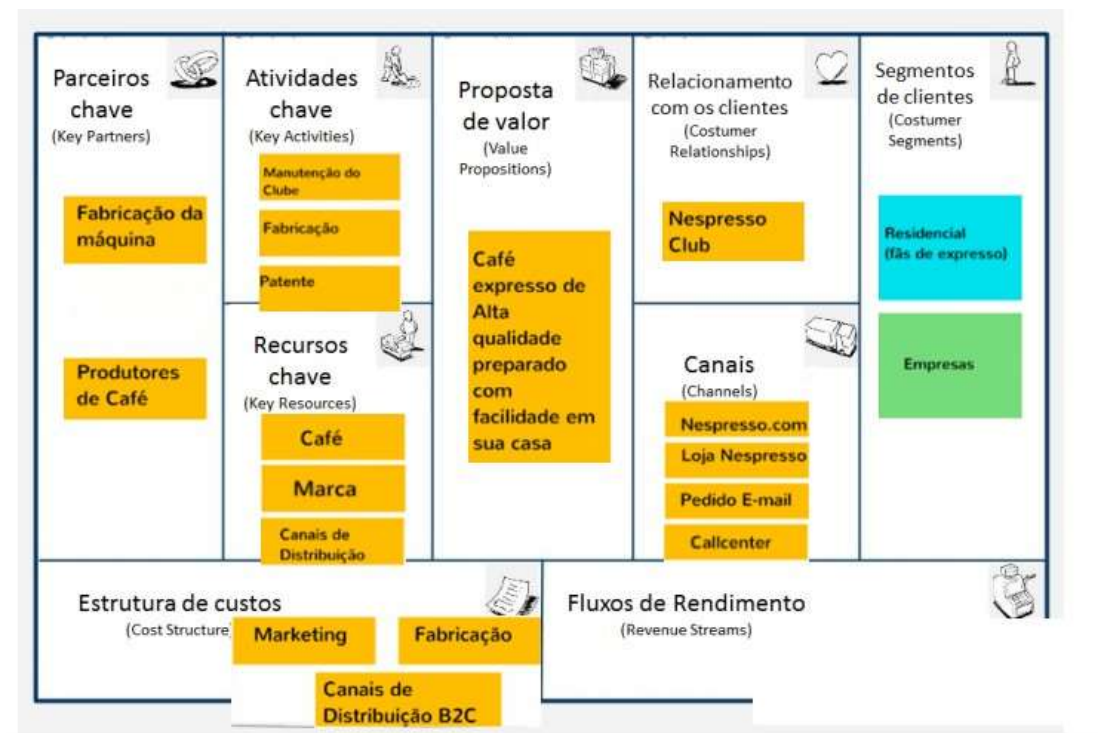 Parceiros
chave
(Key Partners)
Fabricação da
máquina
Produtores
de Café
Atividades
chave
(Key Activities)
Manutenção do
Clube
Fabricação
Patente
Recursos
chave
(Key Resources)
Café
Marca
Canais de
Distribuição
Proposta
de valor
(Value
Propositions)
Café
expresso de
Alta
qualidade
preparado
com
facilidade em
sua casa
Relacionamento
com os clientes
(Costumer
Relationships)
Nespresso
Club
Canais
(Channels)
Nespresso.com
Loja Nespresso
Pedido E-mail
Callcenter
Segmentos
de clientes
(Costumer
Segments)
Residencial
(fãs de expresso)
Empresas
Estrutura de custos
(Cost Structure
Marketing
Fabricação
Canais de
Distribuição B2C
Fluxos de Rendimento
(Revenue Streams)